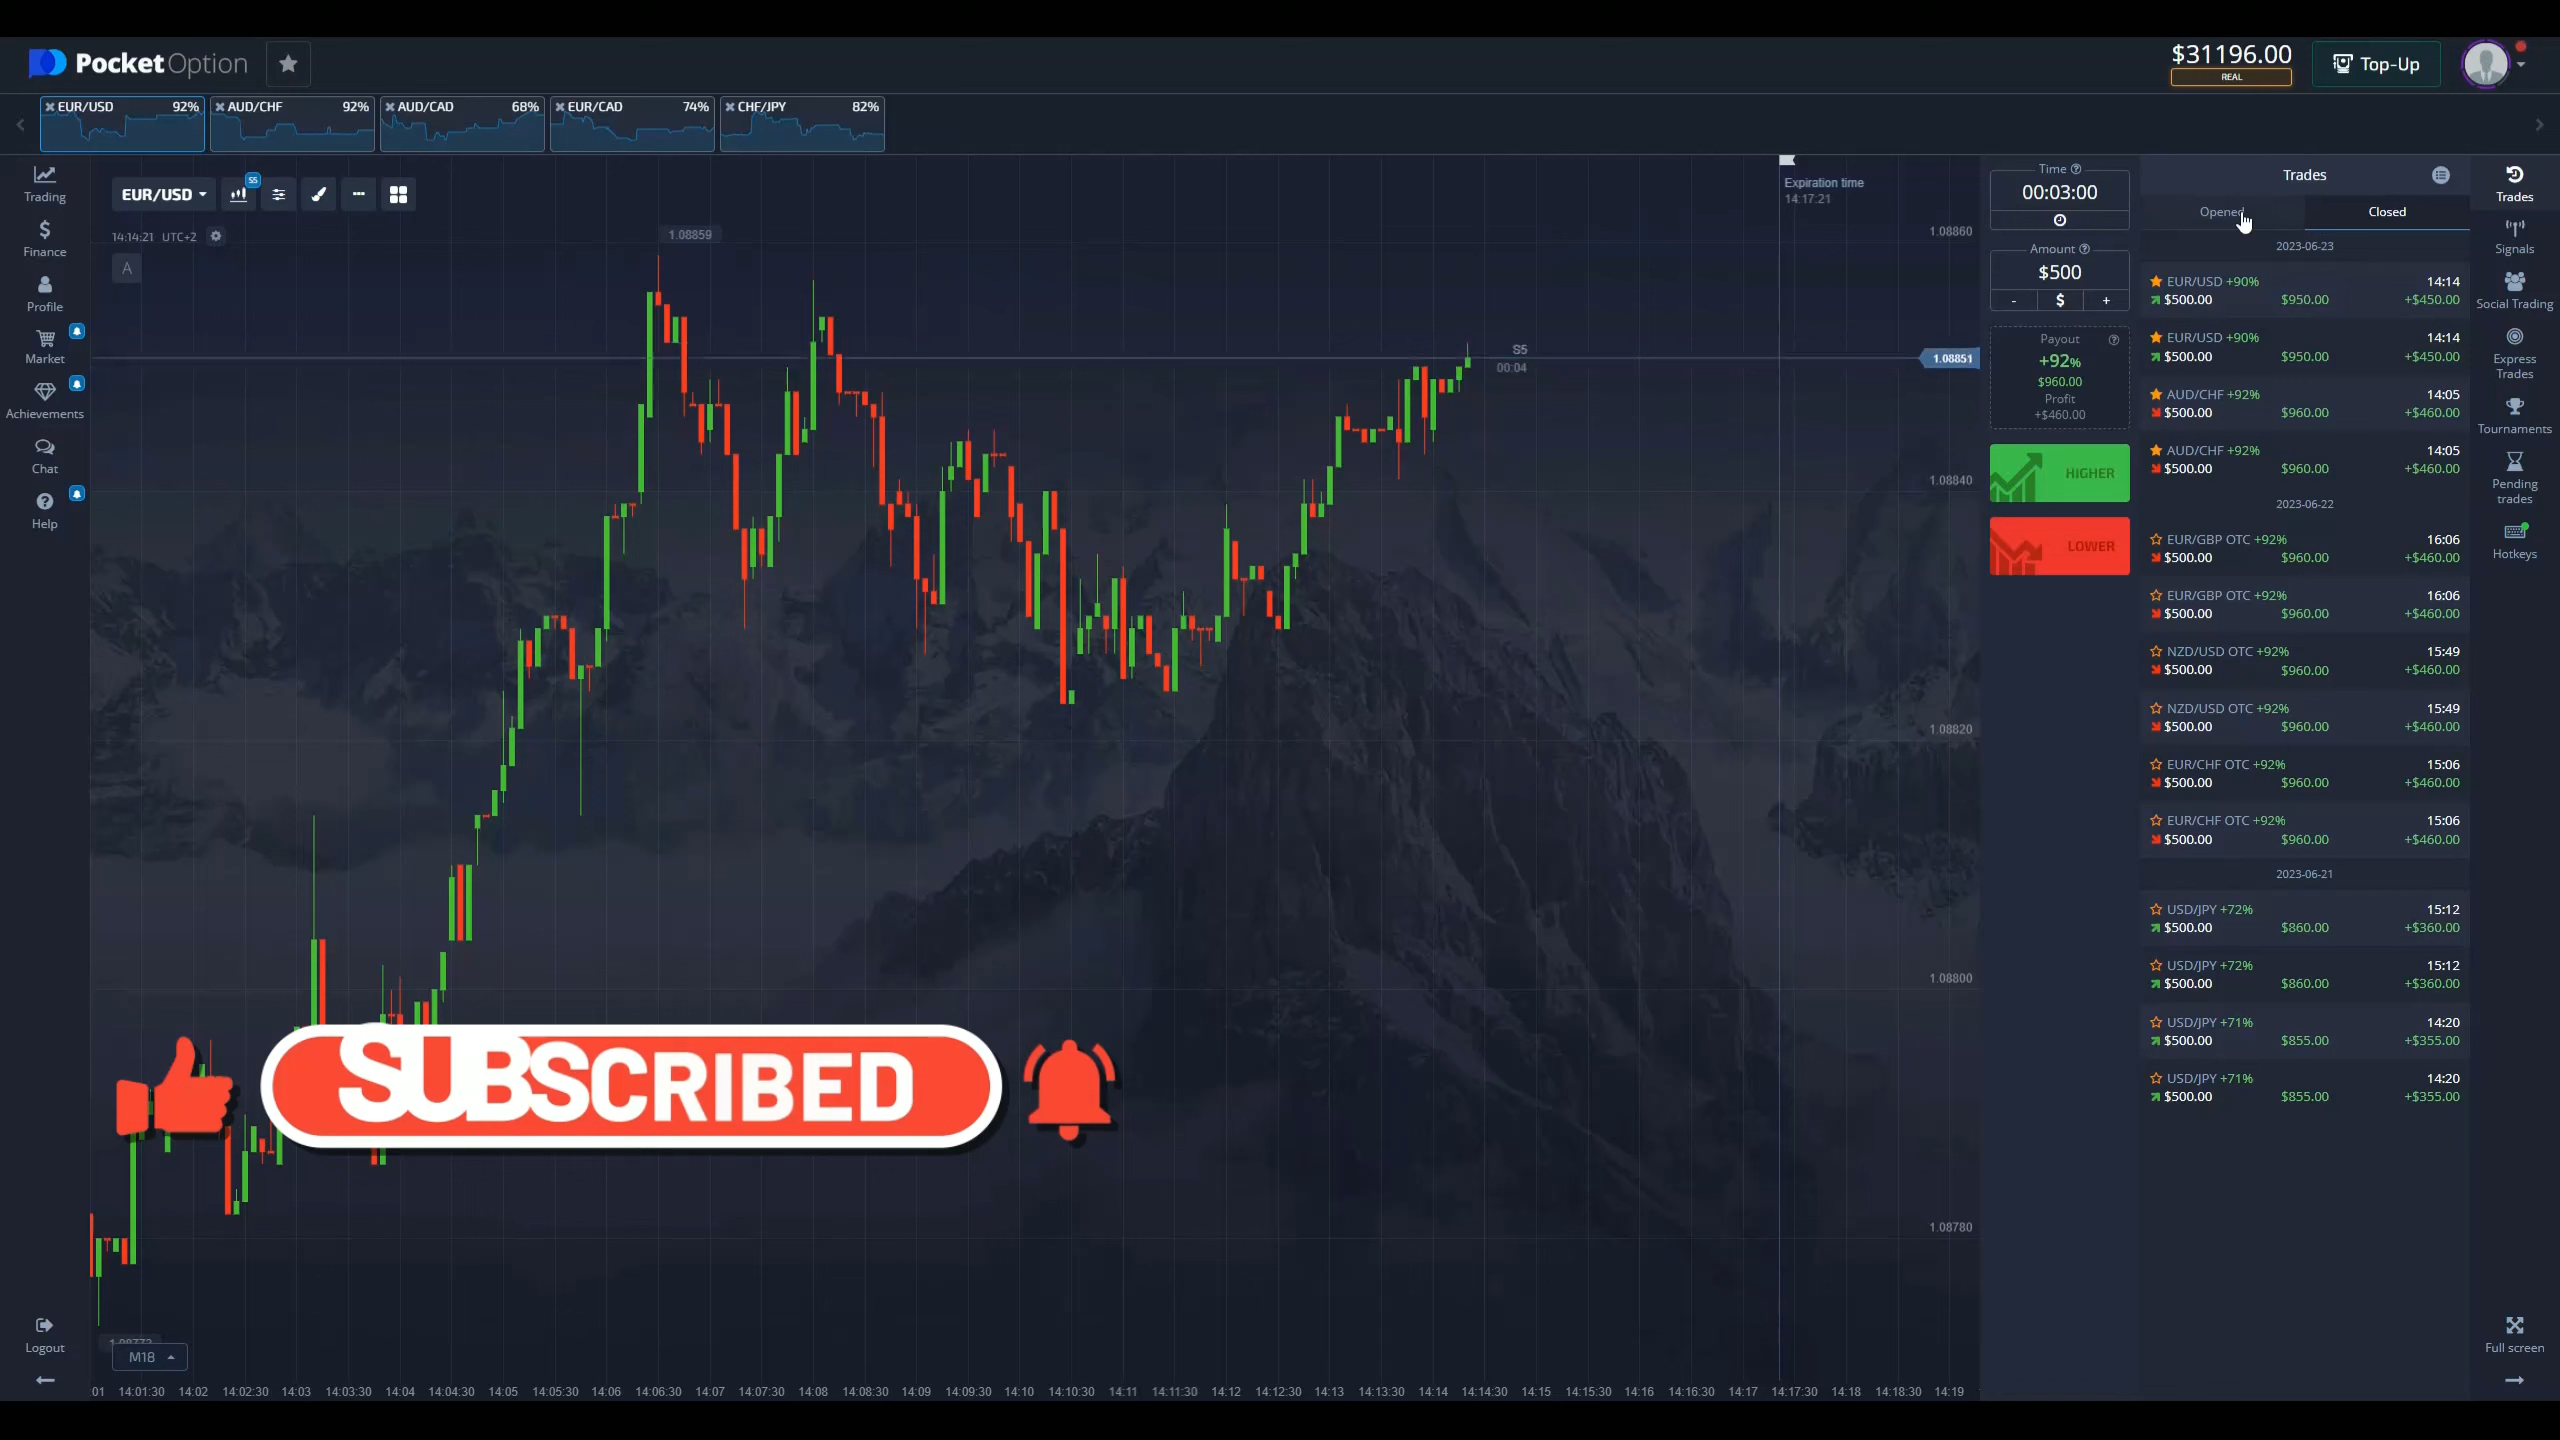 PocketOption
$31196.00
REAL
Top-Up
EUR/USD 92%
AUD/CHF 92%
AUD/CAD 68%
EUR/CAD 74%
CHF/JPY 82%
Trading
Finance
Profile
Market
Achievements
Chat
Help
Logout
EUR/USD
S5
14:14:21 UTC+2
A
1.08859
Expiration time
14:17:21
S5
00:04
1.08860
1.08851
1.08840
1.08820
1.08800
1.08780
SUBSCRIBED
1.08773
M18
01 14:01:30 14:02 14:02:30 14:03 14:03:30 14:04 14:04:30 14:05 14:05:30 14:06 14:06:30 14:07 14:07:30 14:08 14:08:30 14:09 14:09:30 14:10 14:10:30 14:11 14:11:30 14:12 14:12:30 14:13 14:13:30 14:14 14:14:30 14:15 14:15:30 14:16 14:16:30 14:17 14:17:30 14:18 14:18:30 14:19
Time
00:03:00
Amount
$500
- $ +
Payout
+92%
$960.00
Profit
+$460.00
HIGHER
LOWER
Trades
Opened Closed
2023-06-23
EUR/USD +90% 14:14
$500.00 $950.00 +$450.00
EUR/USD +90% 14:14
$500.00 $950.00 +$450.00
AUD/CHF +92% 14:05
$500.00 $960.00 +$460.00
AUD/CHF +92% 14:05
$500.00 $960.00 +$460.00
2023-06-22
EUR/GBP OTC +92% 16:06
$500.00 $960.00 +$460.00
EUR/GBP OTC +92% 16:06
$500.00 $960.00 +$460.00
NZD/USD OTC +92% 15:49
$500.00 $960.00 +$460.00
NZD/USD OTC +92% 15:49
$500.00 $960.00 +$460.00
EUR/CHF OTC +92% 15:06
$500.00 $960.00 +$460.00
EUR/CHF OTC +92% 15:06
$500.00 $960.00 +$460.00
2023-06-21
USD/JPY +72% 15:12
$500.00 $860.00 +$360.00
USD/JPY +72% 15:12
$500.00 $860.00 +$360.00
USD/JPY +71% 14:20
$500.00 $855.00 +$355.00
USD/JPY +71% 14:20
$500.00 $855.00 +$355.00
Trades
Signals
Social Trading
Express
Trades
Tournaments
Pending
trades
Hotkeys
Full screen